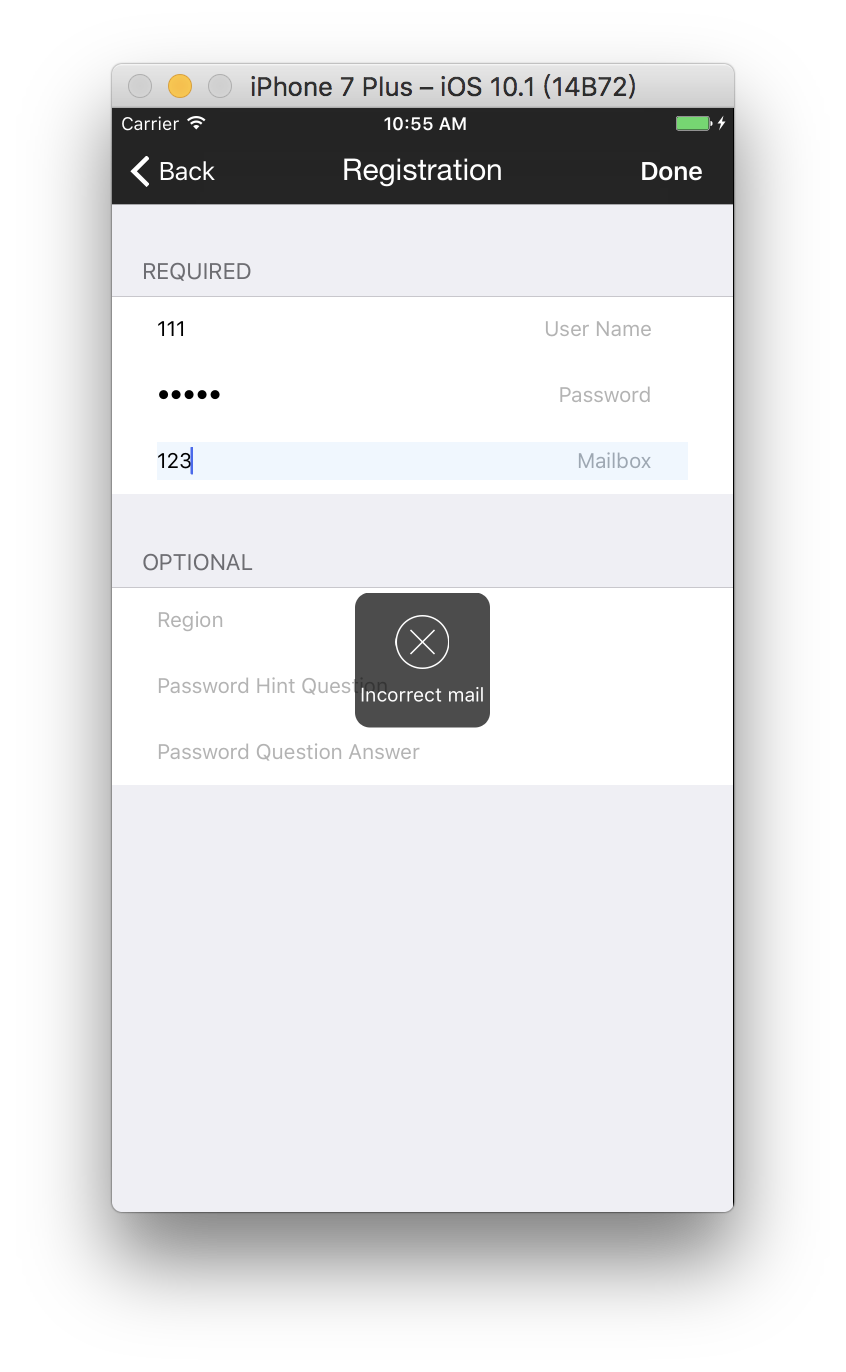 iPhone 7 Plus – iOS 10.1 (14B72)
Carrier 10:55 AM
Back Registration Done
REQUIRED
111 User Name
••••• Password
123 Mailbox
OPTIONAL
Region
Password Hint Question
Incorrect mail
Password Question Answer